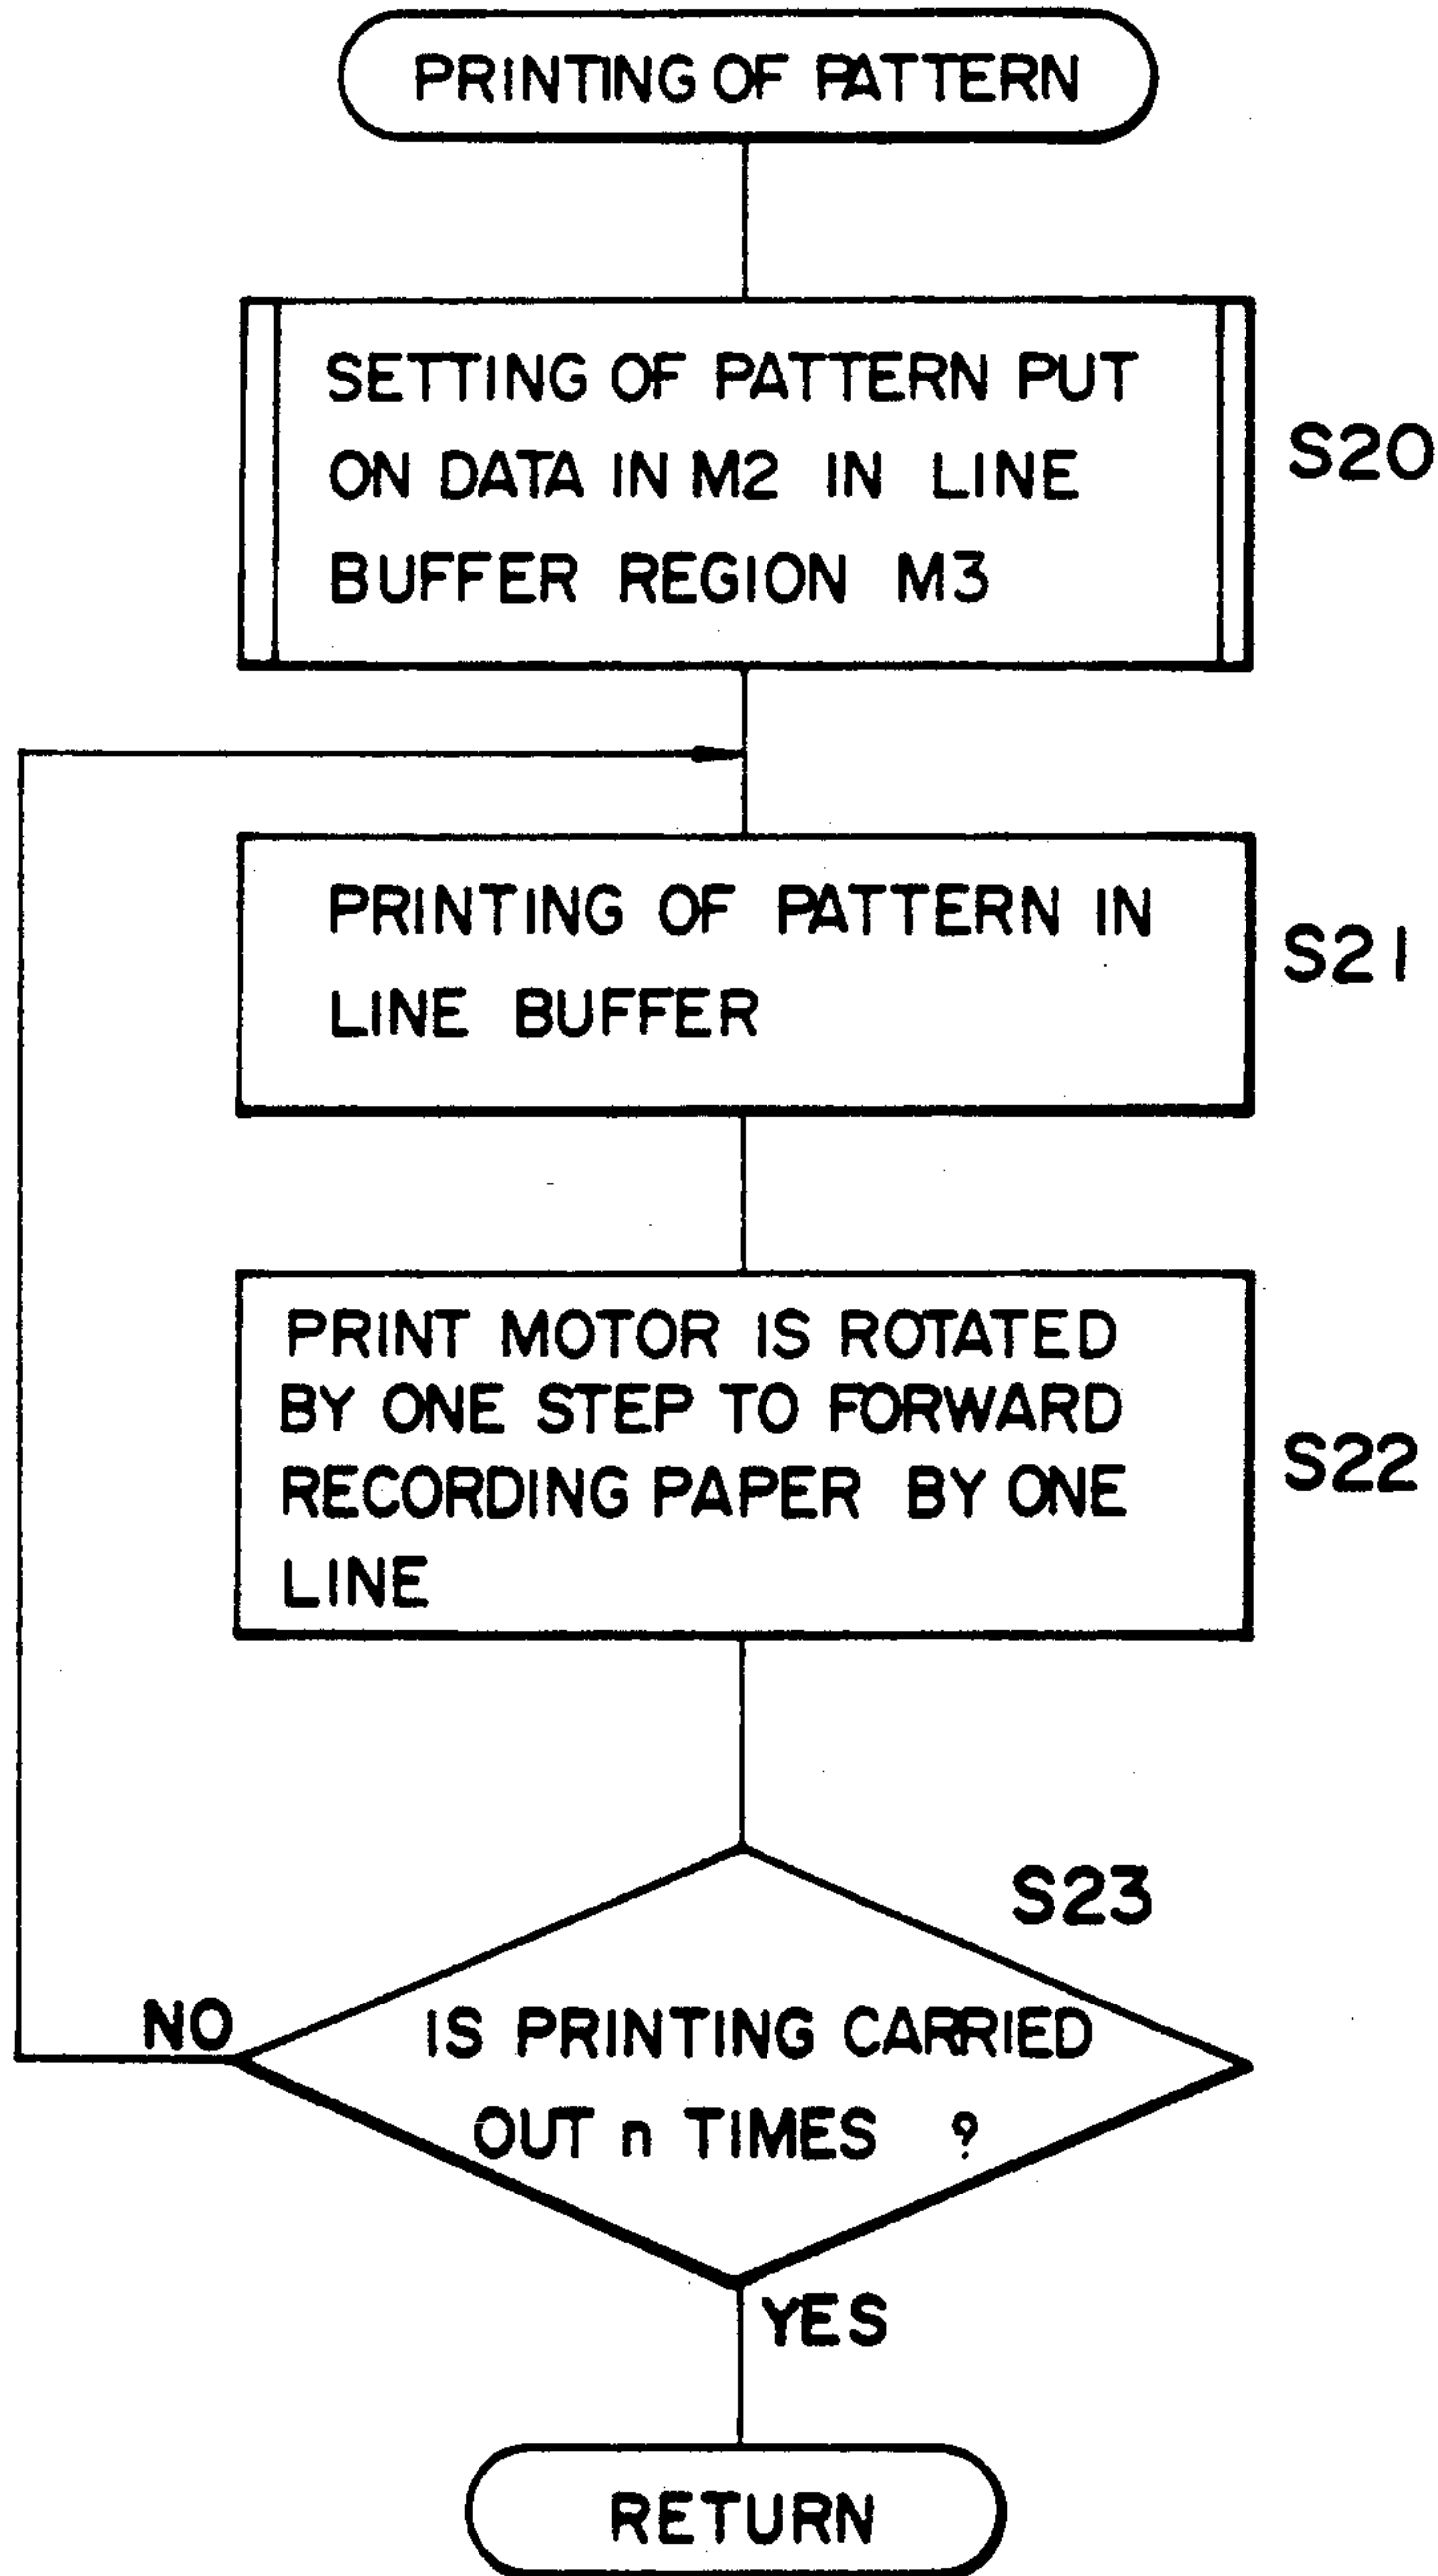 PRINTING OF PATTERN
SETTING OF PATTERN PUT
ON DATA IN M2 IN LINE
BUFFER REGION M3
S20
PRINTING OF PATTERN IN
LINE BUFFER
S21
PRINT MOTOR IS ROTATED
BY ONE STEP TO FORWARD
RECORDING PAPER BY ONE
LINE
S22
S23
NO
IS PRINTING CARRIED
OUT n TIMES ?
YES
RETURN